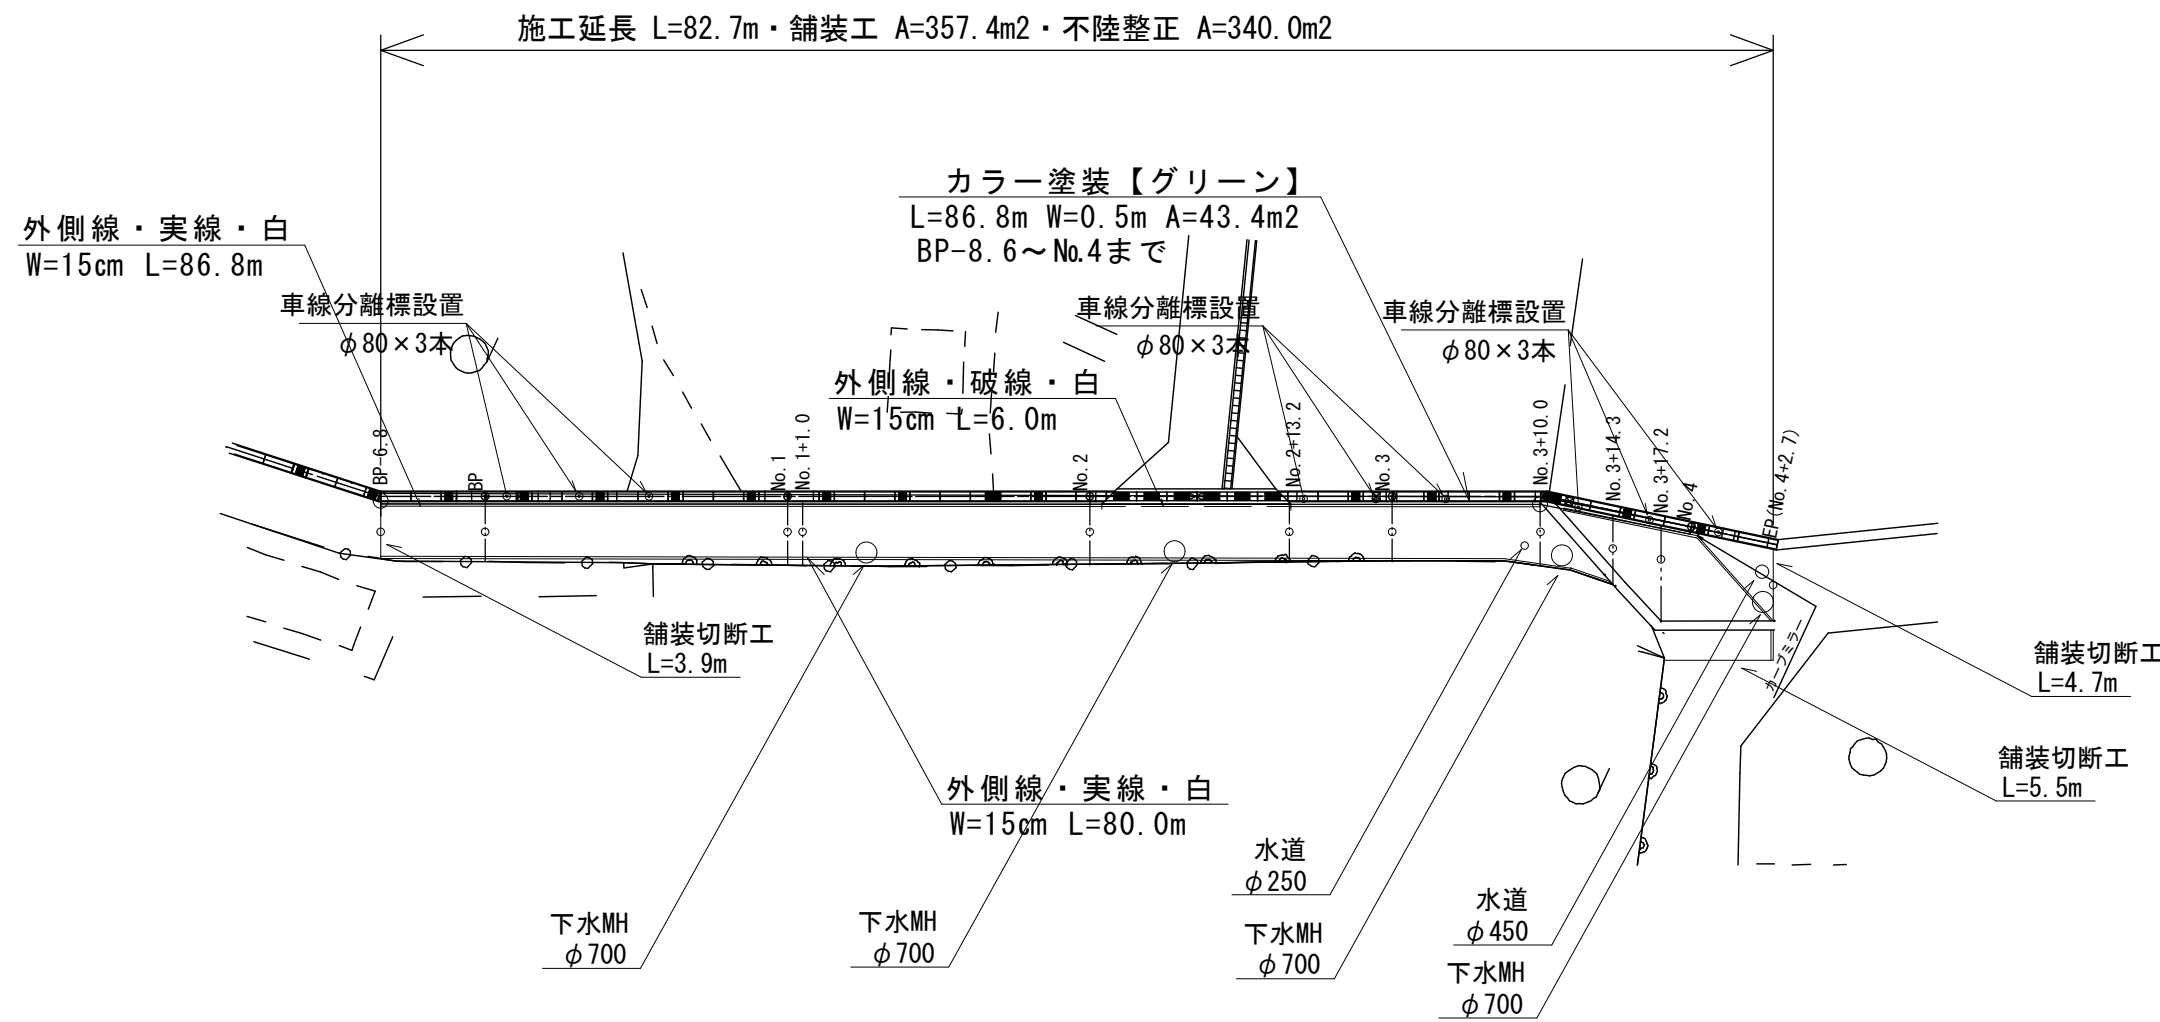 施工延長 L=82.7m・舗装工 A=357.4m2・不陸整正 A=340.0m2
カラー塗装【グリーン】
L=86.8m W=0.5m A=43.4m2
BP-8.6～No.4まで
外側線・実線・白
W=15cm L=86.8m
車線分離標設置
φ80×3本
車線分離標設置
φ80×3本
車線分離標設置
φ80×3本
外側線・破線・白
W=15cm L=6.0m
BP-6.8
BP
No.1
No.1+1.0
No.2
No.2+13.2
No.3
No.3+10.0
No.3+14.3
No.3+17.2
No.4
EP(No.4+2.7)
舗装切断工
L=3.9m
カーブミラー
舗装切断工
L=4.7m
舗装切断工
L=5.5m
外側線・実線・白
W=15cm L=80.0m
水道
φ250
水道
φ450
下水MH
φ700
下水MH
φ700
下水MH
φ700
下水MH
φ700